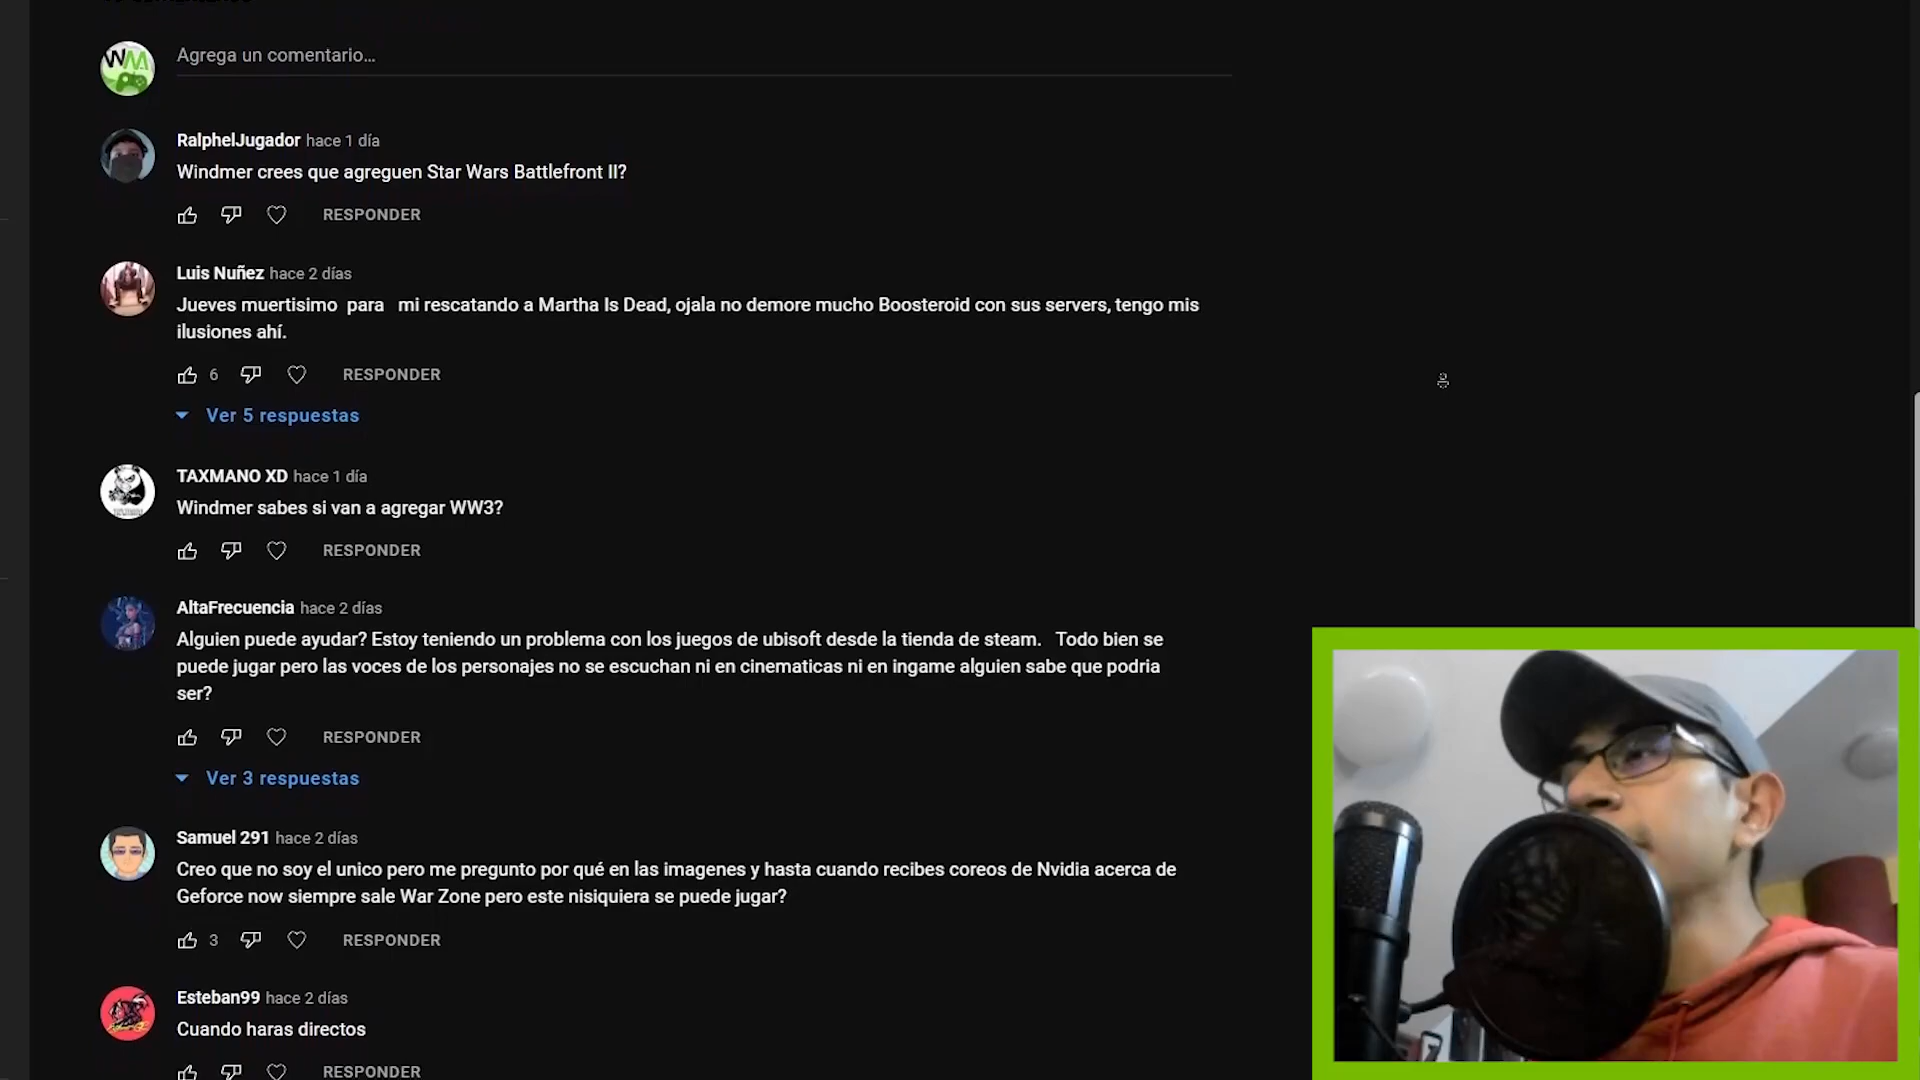 WM
Agrega un comentario...
RalphelJugador hace 1 día
Windmer crees que agreguen Star Wars Battlefront II?
RESPONDER
Luis Nuñez hace 2 días
Jueves muertisimo para mi rescatando a Martha Is Dead, ojala no demore mucho Boosteroid con sus servers, tengo mis
ilusiones ahí.
6 RESPONDER
Ver 5 respuestas
TAXMANO XD hace 1 día
Windmer sabes si van a agregar WW3?
RESPONDER
AltaFrecuencia hace 2 días
Alguien puede ayudar? Estoy teniendo un problema con los juegos de ubisoft desde la tienda de steam. Todo bien se
puede jugar pero las voces de los personajes no se escuchan ni en cinematicas ni en ingame alguien sabe que podria
ser?
RESPONDER
Ver 3 respuestas
Samuel 291 hace 2 días
Creo que no soy el unico pero me pregunto por qué en las imagenes y hasta cuando recibes coreos de Nvidia acerca de
Geforce now siempre sale War Zone pero este nisiquiera se puede jugar?
3 RESPONDER
Esteban99 hace 2 días
Cuando haras directos
RESPONDER